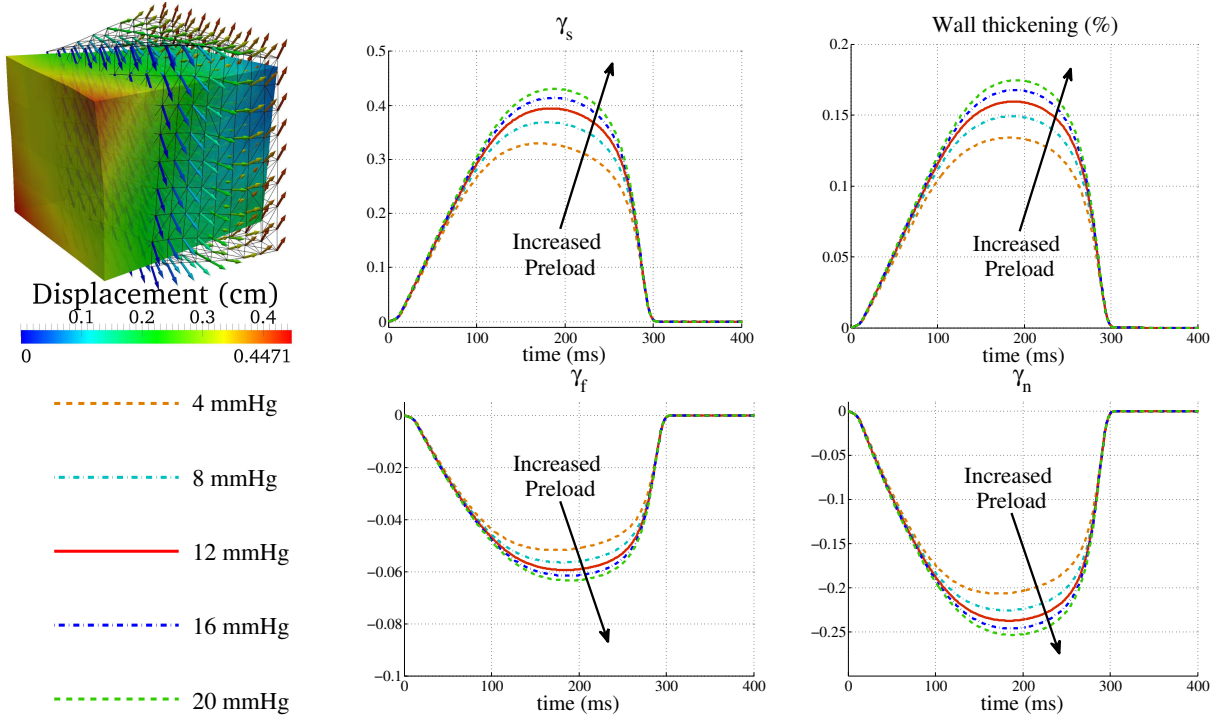 γs
0.5
0.4
0.3
0.2
0.1
0
0 100 200 300 400
time (ms)
Increased
Preload
Wall thickening (%)
0.2
0.15
0.1
0.05
0
0 100 200 300 400
time (ms)
Increased
Preload
Displacement (cm)
0.1 0.2 0.3 0.4
0 0.4471
4 mmHg
8 mmHg
12 mmHg
16 mmHg
20 mmHg
γf
0
−0.02
−0.04
−0.06
−0.08
−0.1
0 100 200 300 400
time (ms)
Increased
Preload
γn
0
−0.05
−0.1
−0.15
−0.2
−0.25
0 100 200 300 400
time (ms)
Increased
Preload